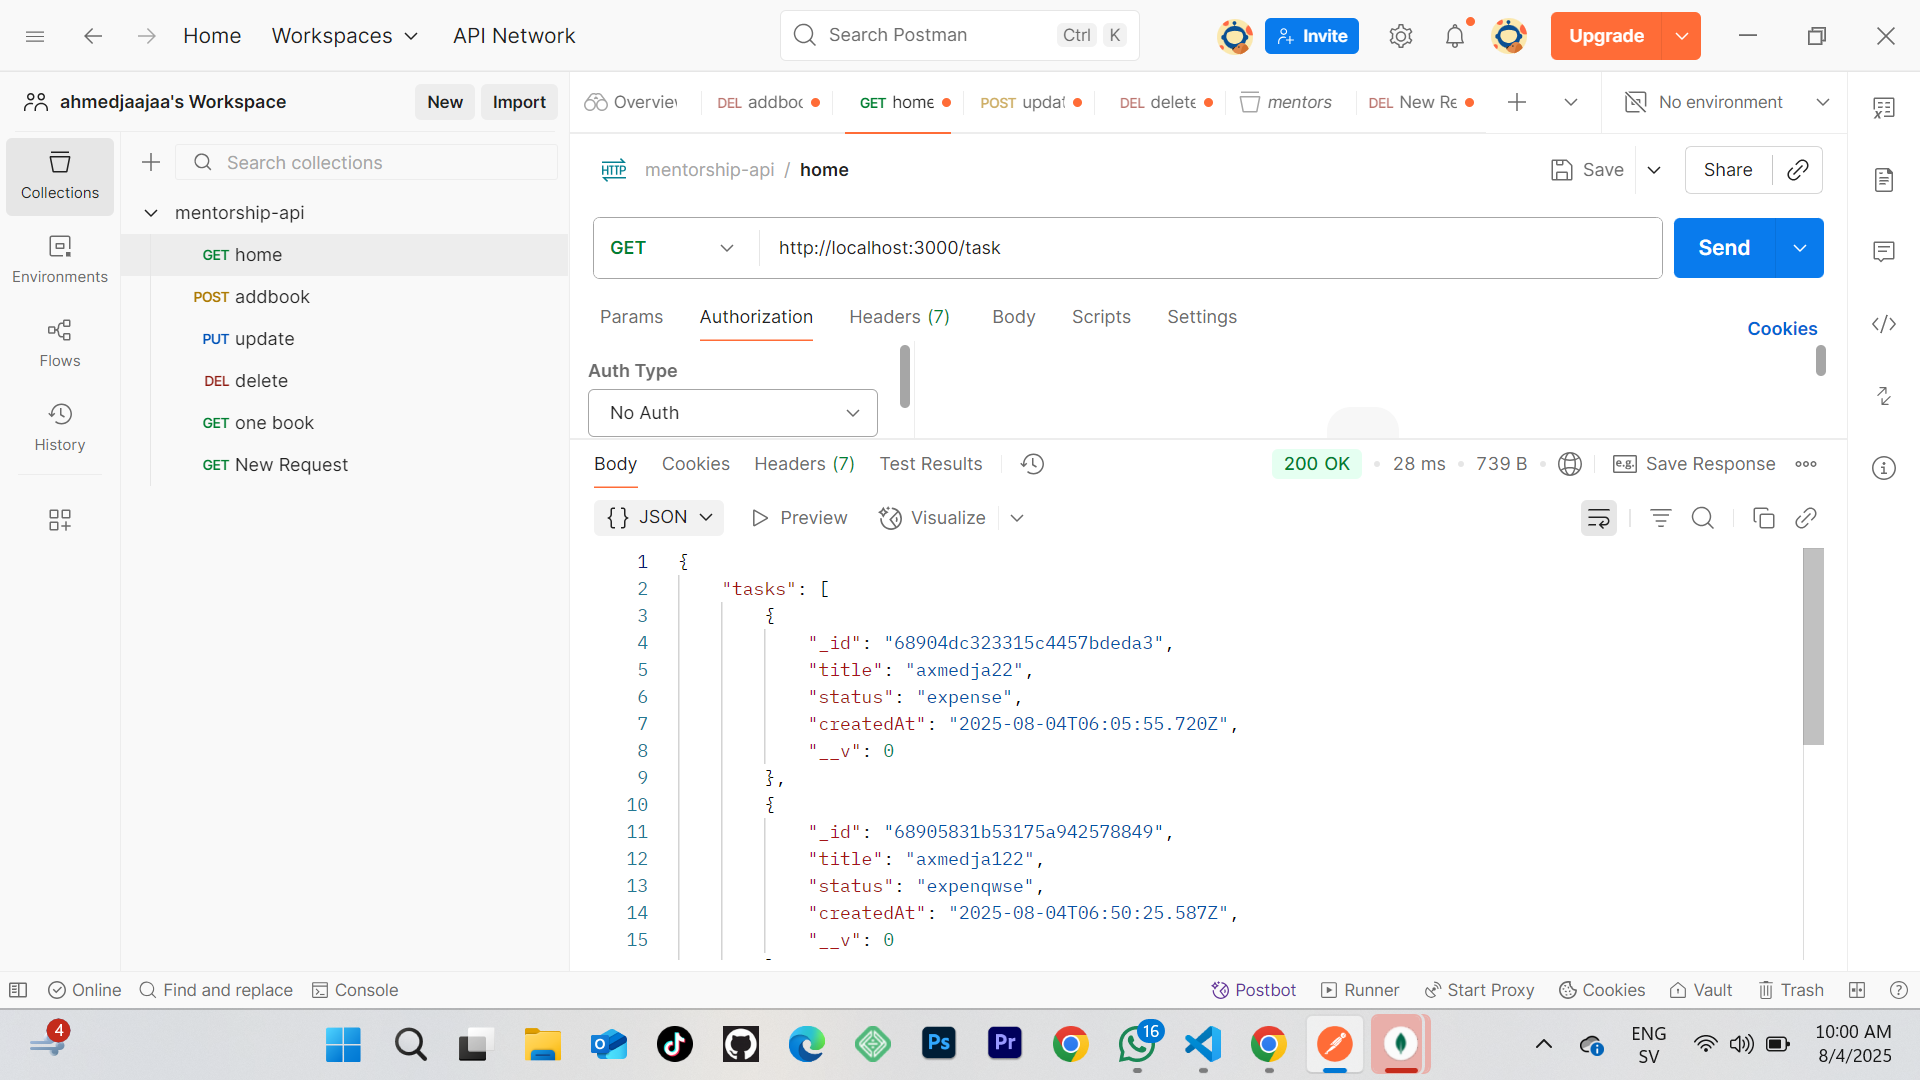 Home
Workspaces
API Network
Search Postman
Ctrl
K
Invite
Upgrade
ahmedjaajaa's Workspace
New
Import
Overvie
DEL addboo
GET home
POST updat
DEL delete
mentors
DEL New Re
No environment
Collections
Environments
Flows
History
Search collections
mentorship-api
GET home
POST addbook
PUT update
DEL delete
GET one book
GET New Request
HTTP
mentorship-api / home
Save
Share
GET
http://localhost:3000/task
Send
Params
Authorization
Headers (7)
Body
Scripts
Settings
Cookies
Auth Type
No Auth
Body
Cookies
Headers (7)
Test Results
200 OK
28 ms
739 B
e.g.
Save Response
{} JSON
Preview
Visualize
1 {
2 "tasks": [
3 {
4 "_id": "68904dc323315c4457bdeda3",
5 "title": "axmedja22",
6 "status": "expense",
7 "createdAt": "2025-08-04T06:05:55.720Z",
8 "__v": 0
9 },
10 {
11 "_id": "68905831b53175a942578849",
12 "title": "axmedja122",
13 "status": "expenqwse",
14 "createdAt": "2025-08-04T06:50:25.587Z",
15 "__v": 0
Online
Find and replace
Console
Postbot
Runner
Start Proxy
Cookies
Vault
Trash
4
Ps
Pr
16
ENG
SV
10:00 AM
8/4/2025